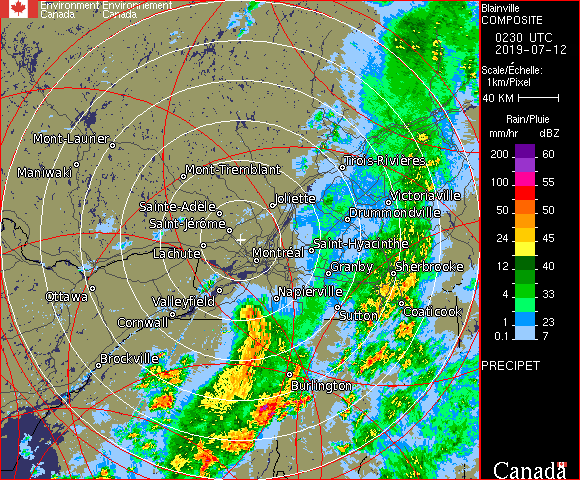 Environment Environnement
Canada Canada
Blainville
COMPOSITE
0230 UTC
2019-07-12
Scale/Échelle:
1km/Pixel
40 KM
Rain/Pluie
mm/hr dBZ
200 60
100 55
50 50
24 45
12 40
4 33
1 23
0.1 7
PRECIPET
Canada
Mont-Laurier
Maniwaki
Mont-Tremblant
Trois-Rivières
Sainte-Adèle
Joliette
Victoriaville
Saint-Jérôme
Drummondville
Lachute
Montréal
Saint-Hyacinthe
Granby
Sherbrooke
Ottawa
Valleyfield
Napierville
Cornwall
Sutton
Coaticook
Brockville
Burlington